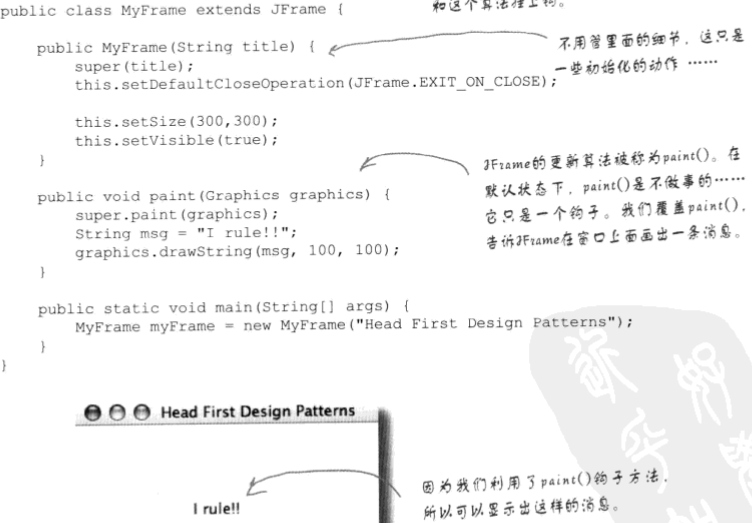 和这个算法挂上钩。
public class MyFrame extends JFrame {
public MyFrame(String title) {
super(title);
this.setDefaultCloseOperation(JFrame.EXIT_ON_CLOSE);
this.setSize(300,300);
this.setVisible(true);
}
不用管里面的细节，这只是
一些初始化的动作 ……
public void paint(Graphics graphics) {
super.paint(graphics);
String msg = "I rule!!";
graphics.drawString(msg, 100, 100);
}
JFrame的更新算法被称为paint()。在
默认状态下，paint()是不做事的……
它只是一个钩子。我们覆盖paint()，
告诉JFrame在窗口上面画出一条消息。
public static void main(String[] args) {
MyFrame myFrame = new MyFrame("Head First Design Patterns");
}
}
Head First Design Patterns
I rule!!
因为我们利用了paint()钩子方法，
所以可以显示出这样的消息。